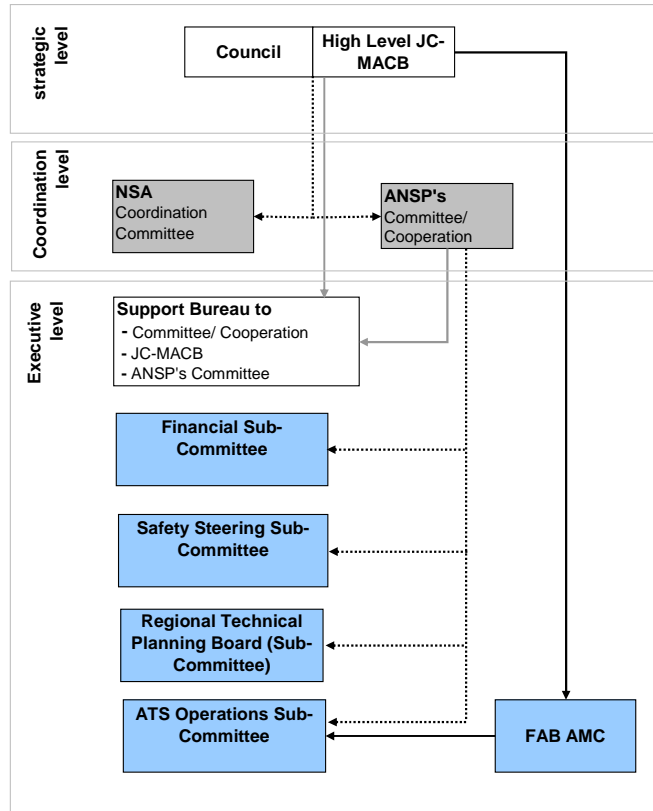 strategic
level
Council
High Level JC-
MACB
Coordination
level
NSA
Coordination
Committee
ANSP's
Committee/
Cooperation
Executive
level
Support Bureau to
- Committee/ Cooperation
- JC-MACB
- ANSP's Committee
Financial Sub-
Committee
Safety Steering Sub-
Committee
Regional Technical
Planning Board (Sub-
Committee)
ATS Operations Sub-
Committee
FAB AMC